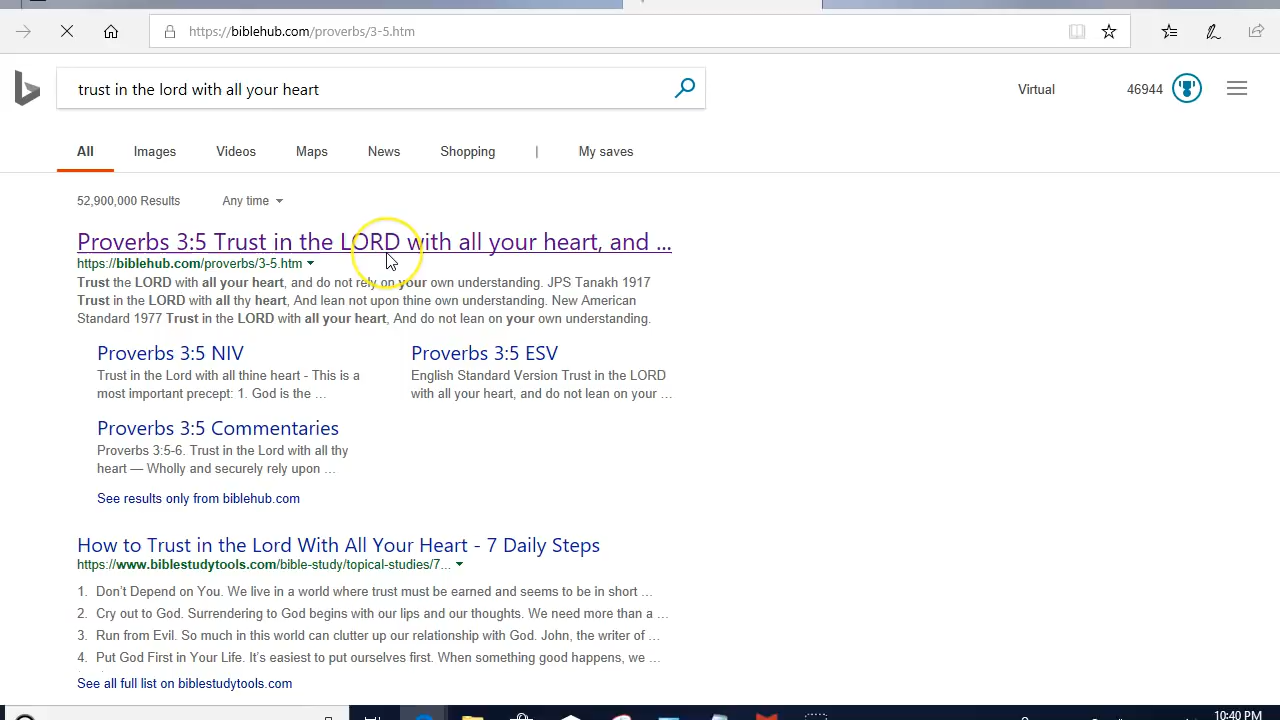 https://biblehub.com/proverbs/3-5.htm
trust in the lord with all your heart
Virtual
46944
All Images Videos Maps News Shopping | My saves
52,900,000 Results Any time
Proverbs 3:5 Trust in the LORD with all your heart, and ...
https://biblehub.com/proverbs/3-5.htm
Trust the LORD with all your heart, and do not rely on your own understanding. JPS Tanakh 1917
Trust in the LORD with all thy heart, And lean not upon thine own understanding. New American
Standard 1977 Trust in the LORD with all your heart, And do not lean on your own understanding.
Proverbs 3:5 NIV
Trust in the Lord with all thine heart - This is a
most important precept: 1. God is the ...
Proverbs 3:5 ESV
English Standard Version Trust in the LORD
with all your heart, and do not lean on your ...
Proverbs 3:5 Commentaries
Proverbs 3:5-6. Trust in the Lord with all thy
heart — Wholly and securely rely upon ...
See results only from biblehub.com
How to Trust in the Lord With All Your Heart - 7 Daily Steps
https://www.biblestudytools.com/bible-study/topical-studies/7...
1. Don't Depend on You. We live in a world where trust must be earned and seems to be in short ...
2. Cry out to God. Surrendering to God begins with our lips and our thoughts. We need more than a ...
3. Run from Evil. So much in this world can clutter up our relationship with God. John, the writer of ...
4. Put God First in Your Life. It's easiest to put ourselves first. When something good happens, we ...
See all full list on biblestudytools.com
10:40 PM